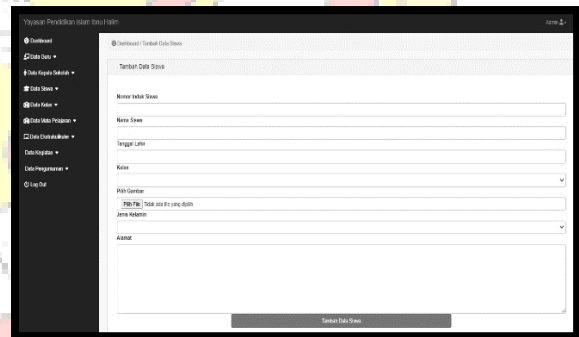 Yayasan Pendidikan Islam Ibnu Halim
Admin
Dashboard
Data Guru
Data Kepala Sekolah
Data Siswa
Data Kelas
Data Mata Pelajaran
Data Ekstrakulikuler
Data Kegiatan
Data Pengumuman
Log Out
Dashboard / Tambah Data Siswa
Tambah Data Siswa
Nomor Induk Siswa
Nama Siswa
Tanggal Lahir
Kelas
Pilih Gambar
Pilih File Tidak ada file yang dipilih
Jenis Kelamin
Alamat
Tambah Data Siswa